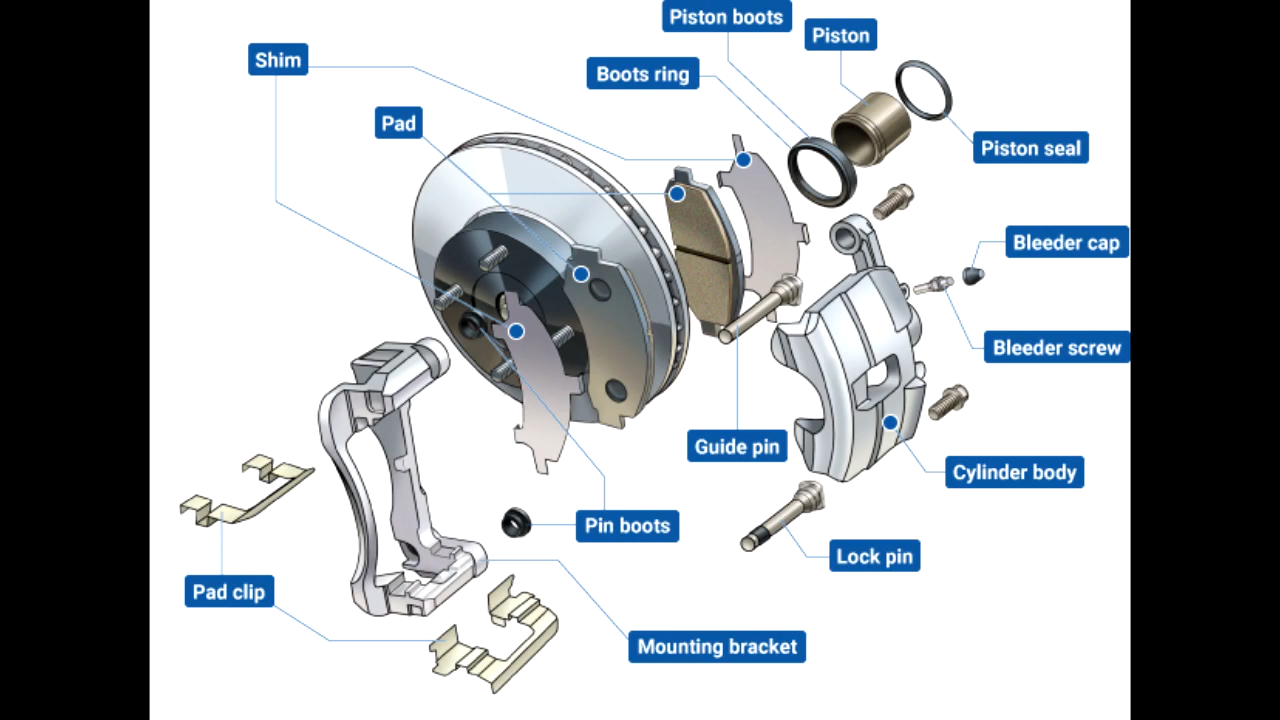 Piston boots
Piston
Shim
Boots ring
Pad
Piston seal
Bleeder cap
Bleeder screw
Guide pin
Cylinder body
Pin boots
Lock pin
Pad clip
Mounting bracket